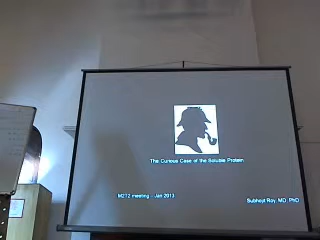 The Curious Case of the Soluble Protein
M2T2 meeting - Jan 2013
Subhojit Roy, MD, PhD